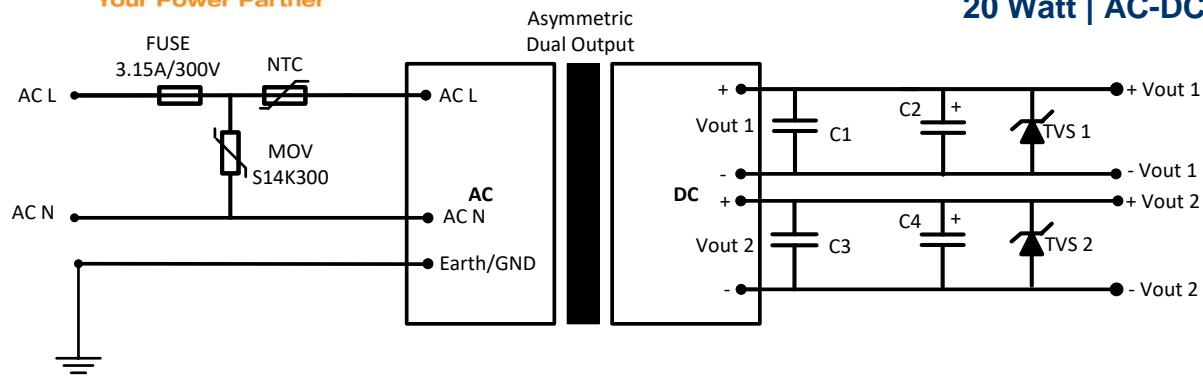 Your Power Partner
20 Watt | AC-DC
Asymmetric
Dual Output
FUSE
3.15A/300V
NTC
AC L
AC L
MOV
S14K300
AC N
AC
AC N
Earth/GND
DC
+
Vout 1
-
C1
C2
+
TVS 1
+ Vout 1
- Vout 1
+
Vout 2
-
C3
C4
+
TVS 2
+ Vout 2
- Vout 2